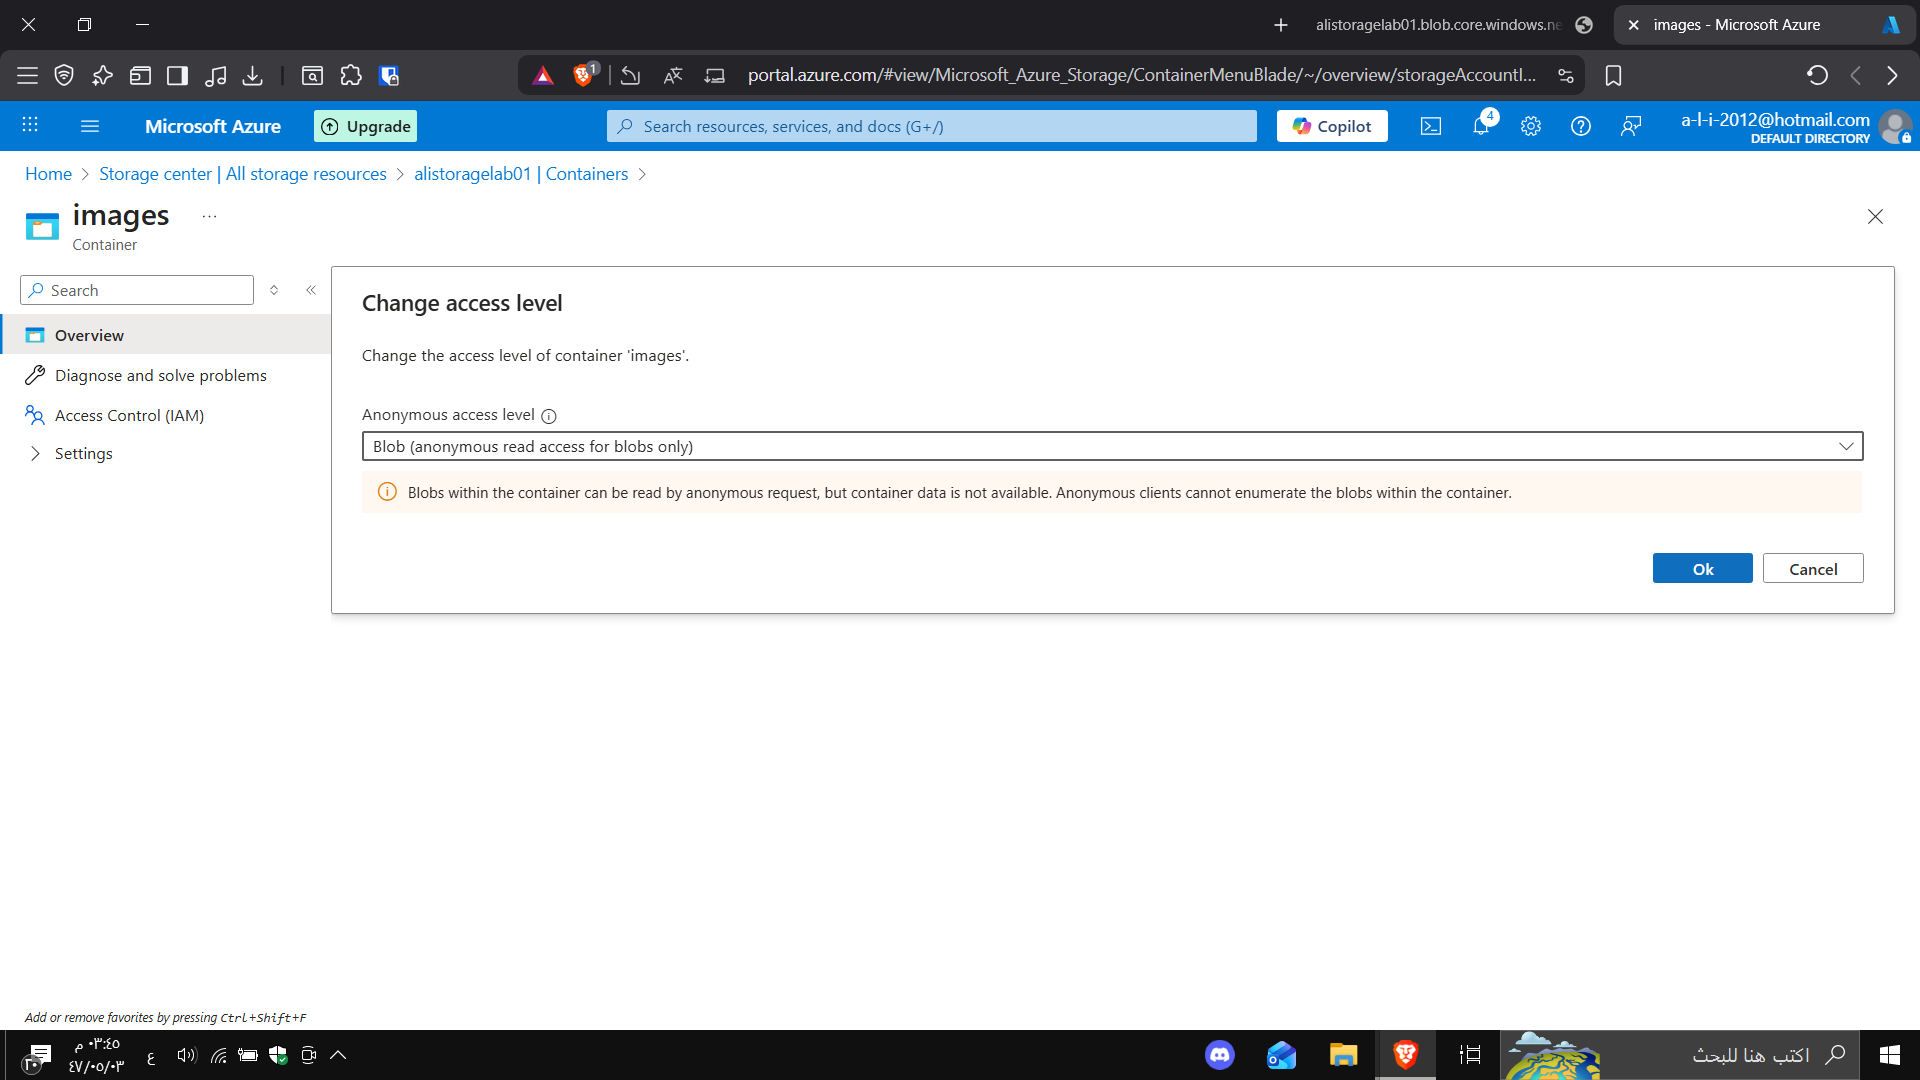 alistoragelab01.blob.core.windows.ne
images - Microsoft Azure
1
portal.azure.com/#view/Microsoft_Azure_Storage/ContainerMenuBlade/~/overview/storageAccountI...
Microsoft Azure
Upgrade
Search resources, services, and docs (G+/)
Copilot
4
a-l-i-2012@hotmail.com
DEFAULT DIRECTORY
Home > Storage center | All storage resources > alistoragelab01 | Containers >
images ...
Container
Search
Overview
Diagnose and solve problems
Access Control (IAM)
Settings
Change access level
Change the access level of container 'images'.
Anonymous access level
Blob (anonymous read access for blobs only)
Blobs within the container can be read by anonymous request, but container data is not available. Anonymous clients cannot enumerate the blobs within the container.
Ok
Cancel
Add or remove favorites by pressing Ctrl+Shift+F
٢٠
٠٣:٤٥ م
٤٧/٠٥/٠٣
ع
اكتب هنا للبحث